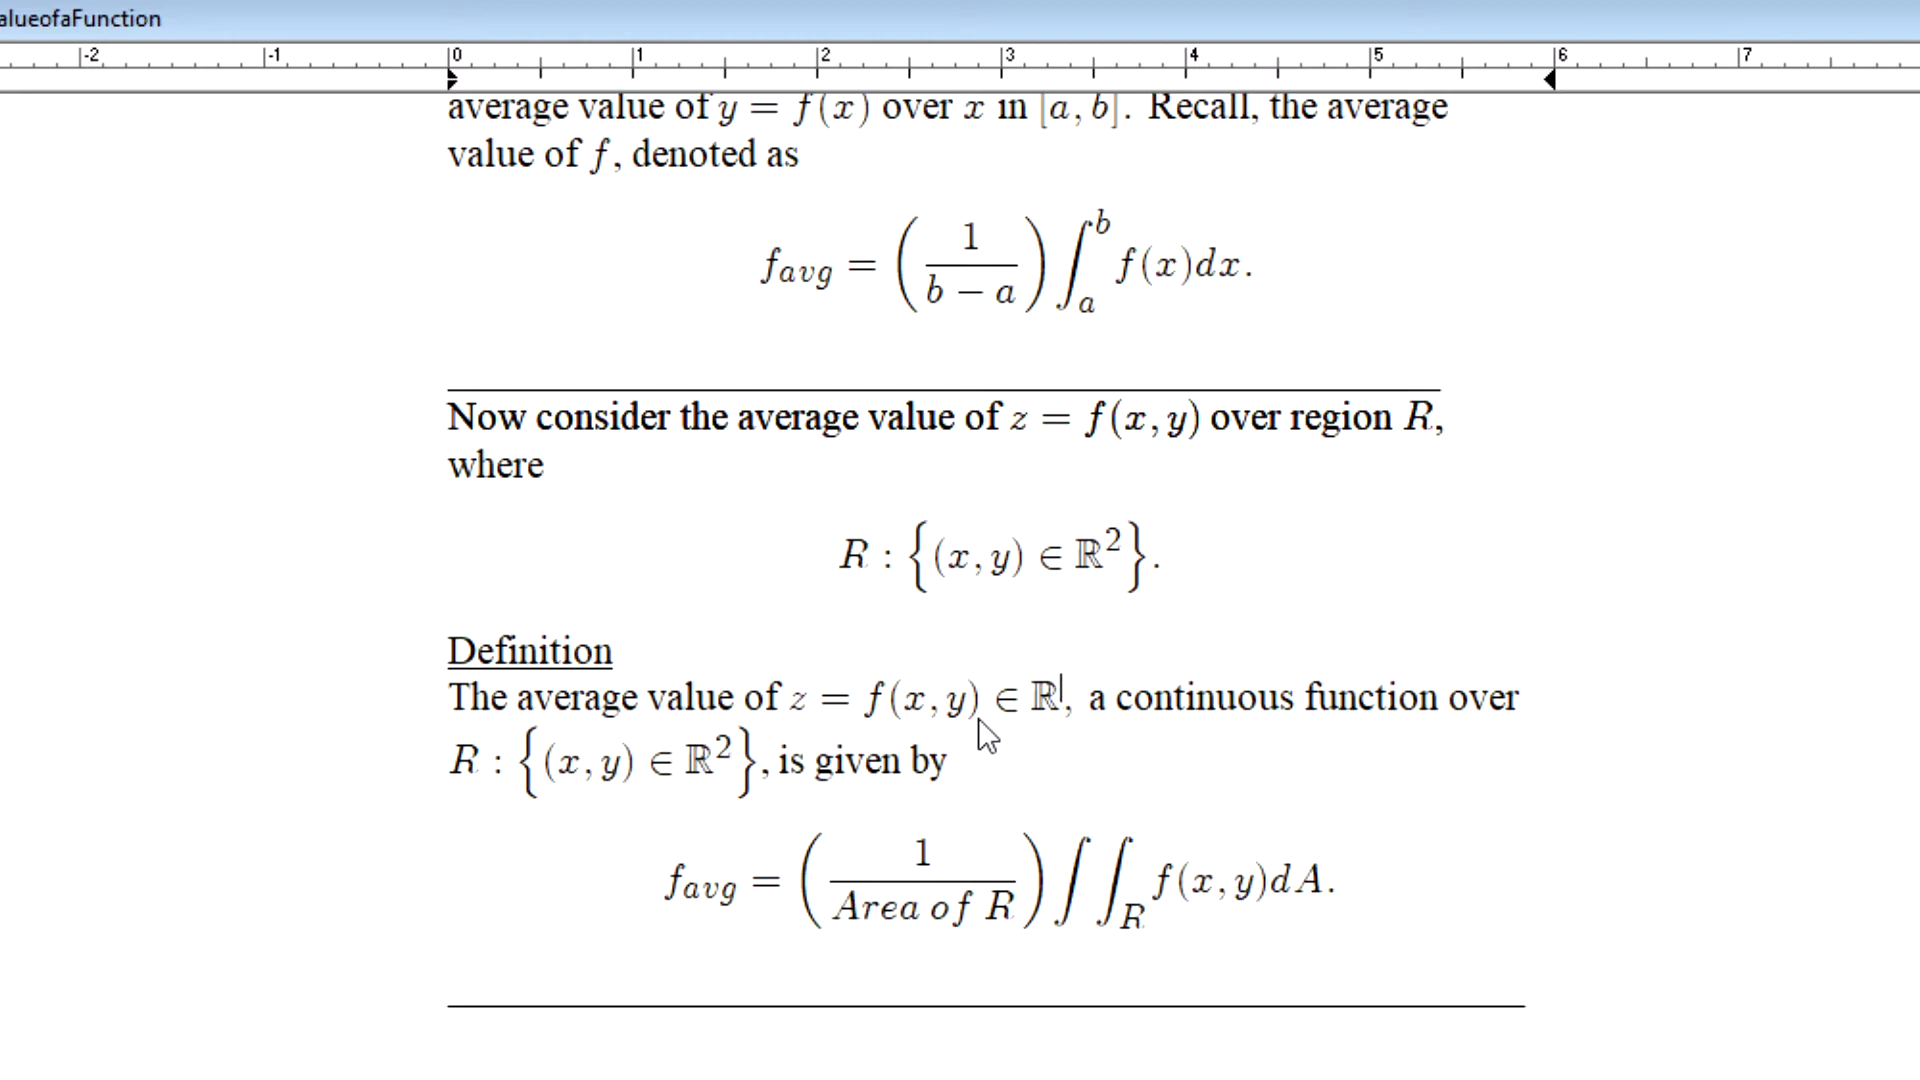 alueofaFunction
-2 -1 0 1 2 3 4 5 6 7
average value of y = f(x) over x in [a, b]. Recall, the average
value of f, denoted as
f_avg = (1/(b − a)) ∫_a^b f(x)dx.
Now consider the average value of z = f(x, y) over region R,
where
R : {(x, y) ∈ ℝ²}.
Definition
The average value of z = f(x, y) ∈ ℝ, a continuous function over
R : {(x, y) ∈ ℝ²}, is given by
f_avg = (1/(Area of R)) ∫∫_R f(x, y)dA.